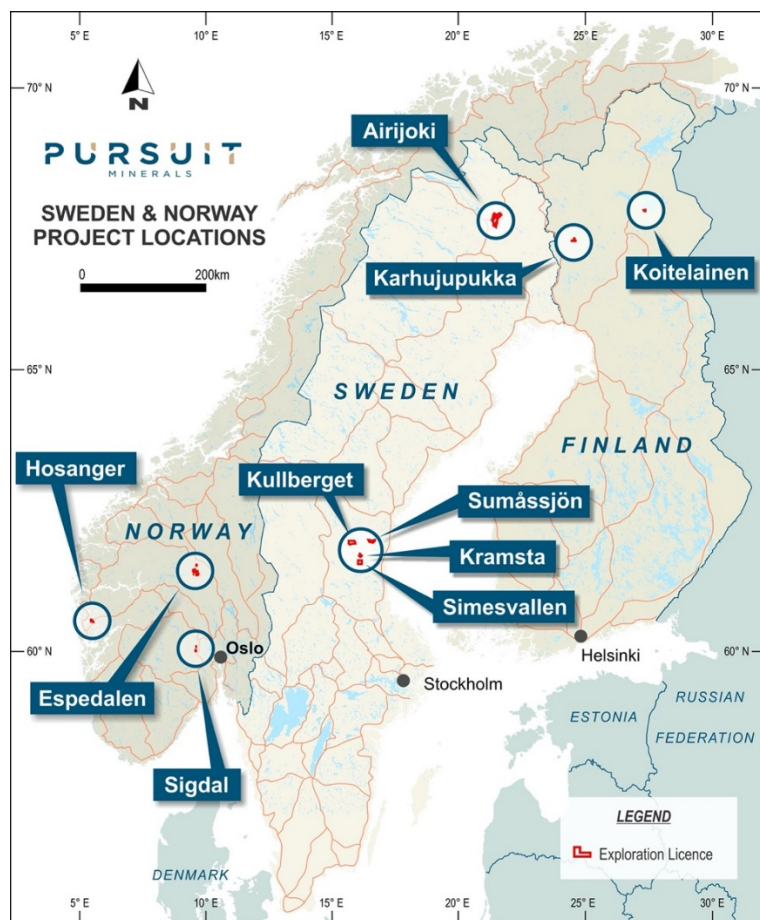 5° E 10° E 15° E 20° E 25° E 30° E
70° N 70° N
N
PURSUIT
MINERALS
SWEDEN & NORWAY
PROJECT LOCATIONS
0 200km
Airijoki
Karhujupukka
Koitelainen
65° N 65° N
SWEDEN
FINLAND
Hosanger
Kullberget
Sumåssjön
NORWAY
Kramsta
Simesvallen
60° N 60° N
Oslo
Helsinki
Espedalen
Stockholm
ESTONIA
RUSSIAN
FEDERATION
Sigdal
LEGEND
Exploration Licence
DENMARK
5° E 10° E 15° E 20° E 25° E 30° E